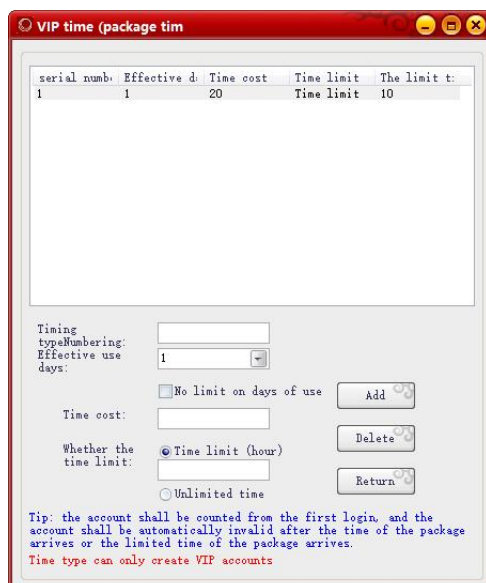 VIP time (package tim
serial numb Effective d Time cost Time limit The limit t:
1 1 20 Time limit 10
Timing
typeNumbering:
Effective use
days:
1
No limit on days of use
Add
Time cost:
Delete
Whether the
time limit:
Time limit (hour)
Return
Unlimited time
Tip: the account shall be counted from the first login, and the
account shall be automatically invalid after the time of the package
arrives or the limited time of the package arrives.
Time type can only create VIP accounts